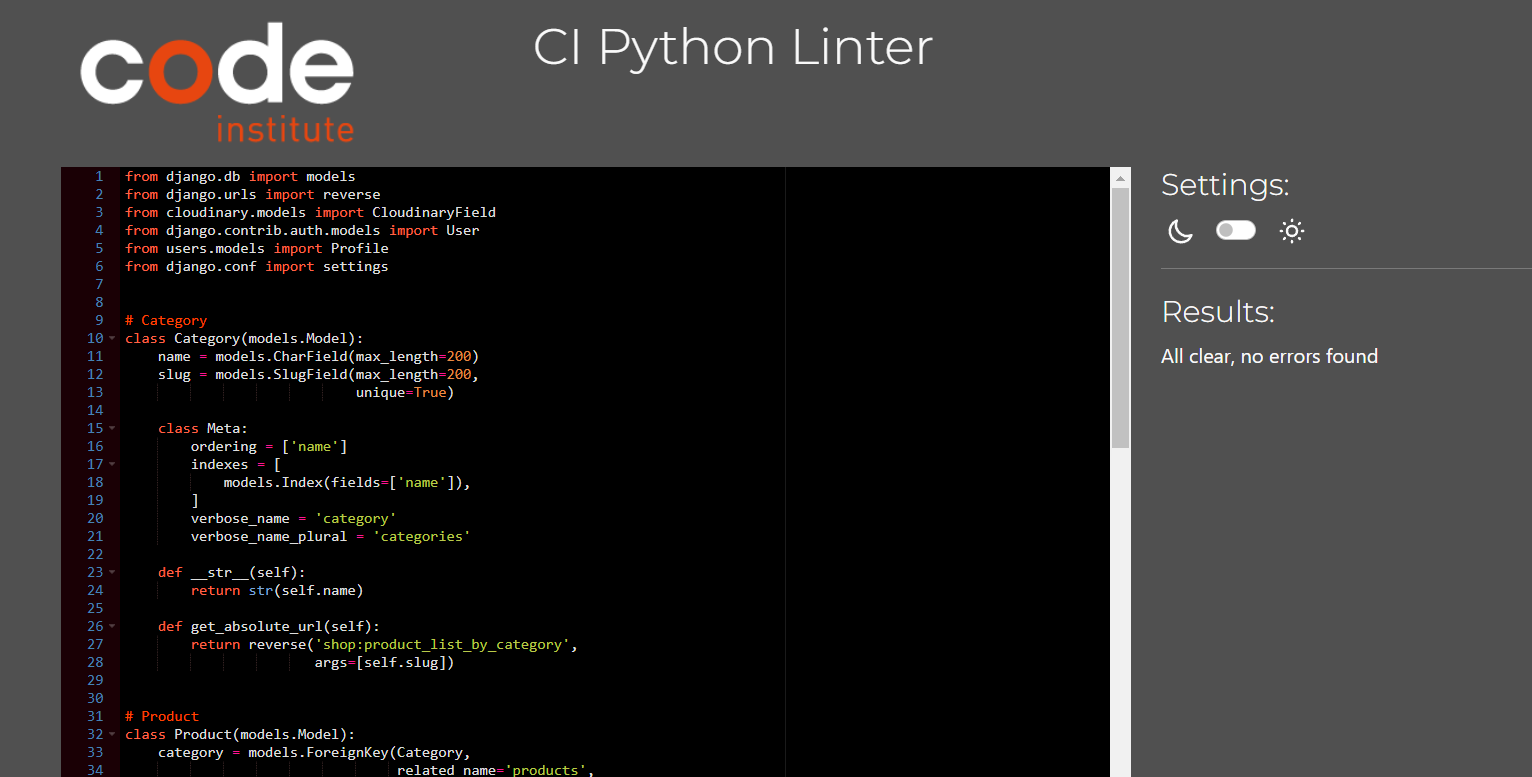 code
institute
CI Python Linter
1 from django.db import models
2 from django.urls import reverse
3 from cloudinary.models import CloudinaryField
4 from django.contrib.auth.models import User
5 from users.models import Profile
6 from django.conf import settings
7
8
9 # Category
10 class Category(models.Model):
11     name = models.CharField(max_length=200)
12     slug = models.SlugField(max_length=200,
13                             unique=True)
14
15     class Meta:
16         ordering = ['name']
17         indexes = [
18             models.Index(fields=['name']),
19         ]
20         verbose_name = 'category'
21         verbose_name_plural = 'categories'
22
23     def __str__(self):
24         return str(self.name)
25
26     def get_absolute_url(self):
27         return reverse('shop:product_list_by_category',
28                        args=[self.slug])
29
30
31 # Product
32 class Product(models.Model):
33     category = models.ForeignKey(Category,
34                                  related_name='products',
Settings:
Results:
All clear, no errors found